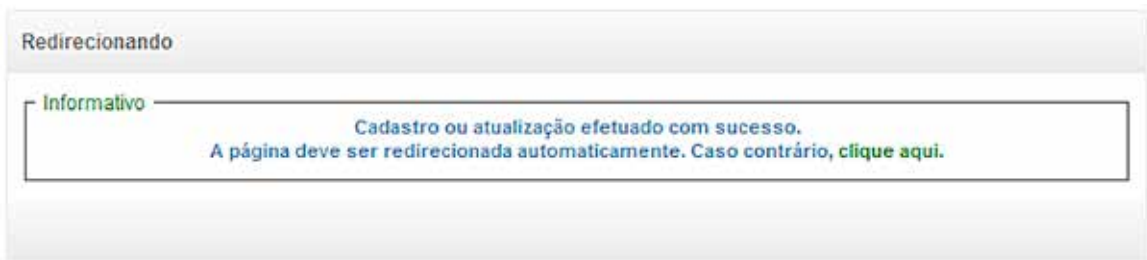 Redirecionando
Informativo
Cadastro ou atualização efetuado com sucesso.
A página deve ser redirecionada automaticamente. Caso contrário, clique aqui.